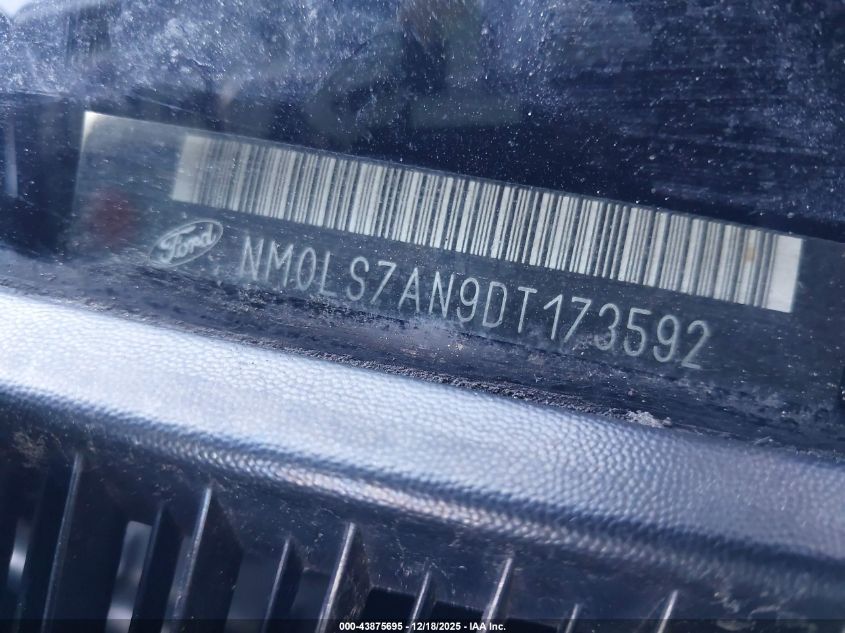 Ford NM0LS7AN9DT173592
000-43875695 - 12/18/2025 - IAA Inc.